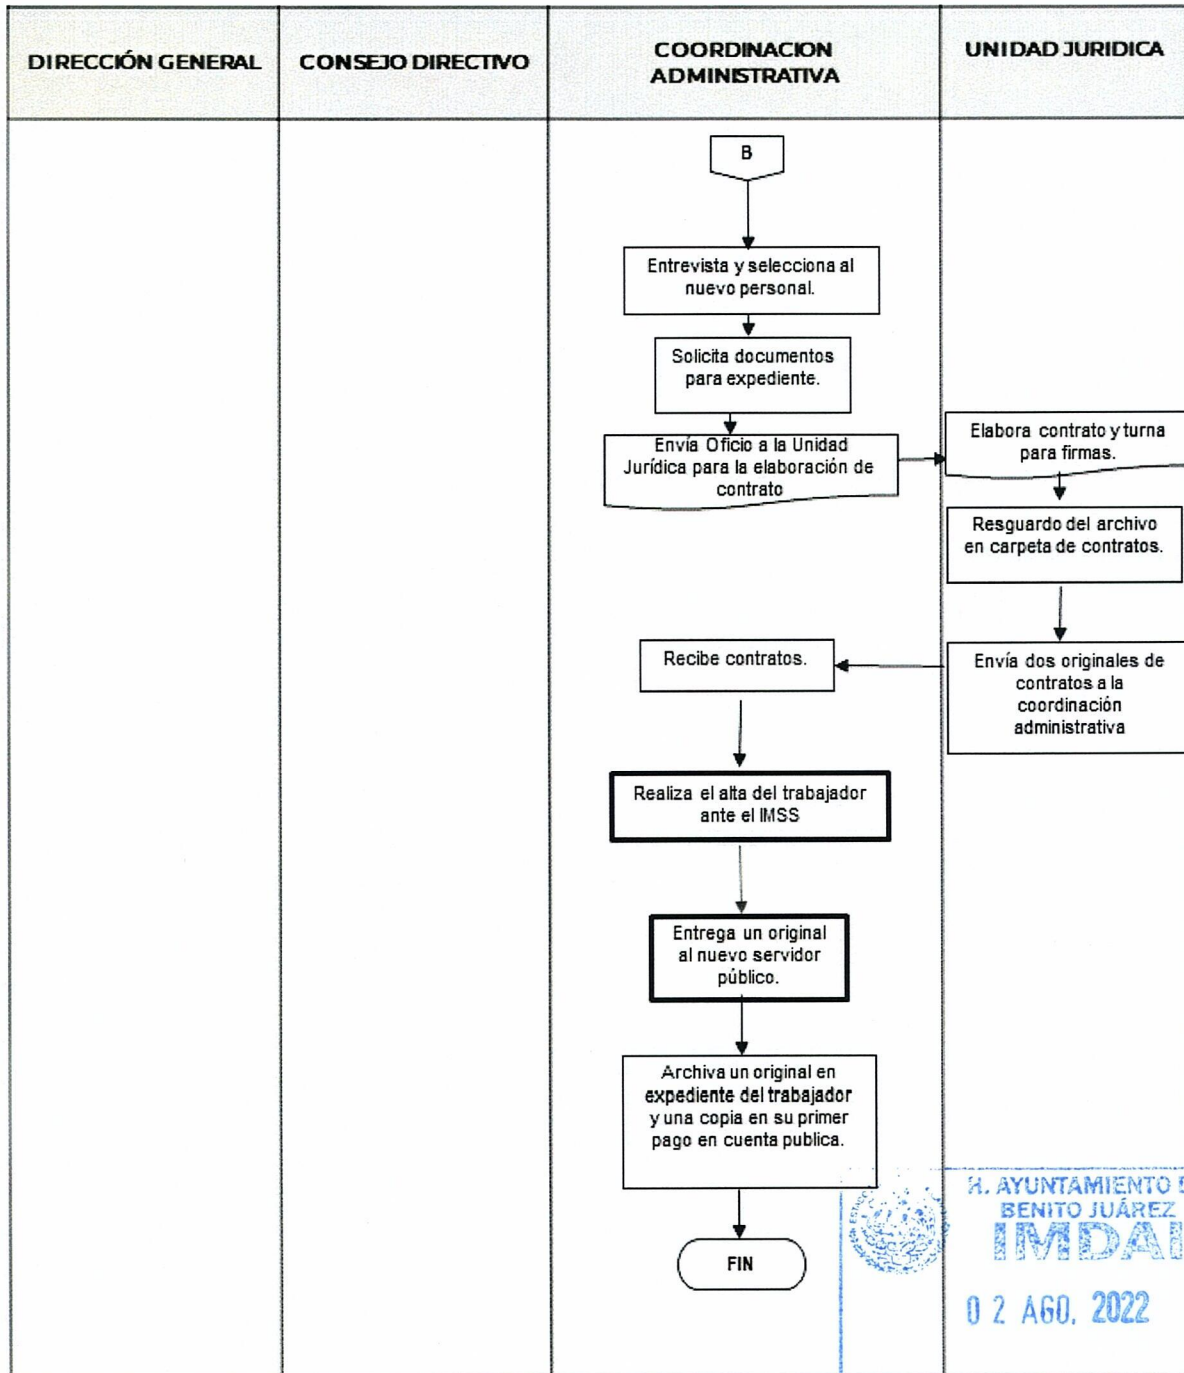 DIRECCIÓN GENERAL
CONSEJO DIRECTIVO
COORDINACION
ADMINISTRATIVA
UNIDAD JURIDICA
B
Entrevista y selecciona al
nuevo personal.
Solicita documentos
para expediente.
Envía Oficio a la Unidad
Jurídica para la elaboración de
contrato
Elabora contrato y turna
para firmas.
Resguardo del archivo
en carpeta de contratos.
Envía dos originales de
contratos a la
coordinación
administrativa
Recibe contratos.
Realiza el alta del trabajador
ante el IMSS
Entrega un original
al nuevo servidor
público.
Archiva un original en
expediente del trabajador
y una copia en su primer
pago en cuenta publica.
FIN
H. AYUNTAMIENTO
BENITO JUÁREZ
IMDAI
0 2 AGO. 2022